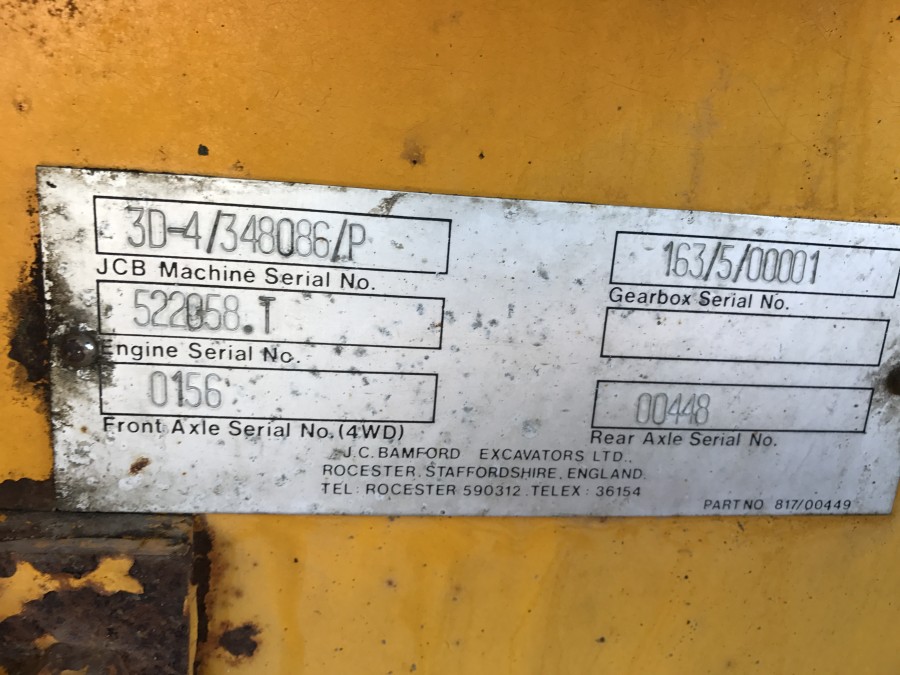 3D-4/348086/P
JCB Machine Serial No.
522058.T
Engine Serial No.
0156
Front Axle Serial No.(4WD)
163/5/00001
Gearbox Serial No.
00448
Rear Axle Serial No.
J.C.BAMFORD EXCAVATORS LTD.,
ROCESTER, STAFFORDSHIRE, ENGLAND.
TEL: ROCESTER 590312. TELEX: 36154
PART NO 817/00449